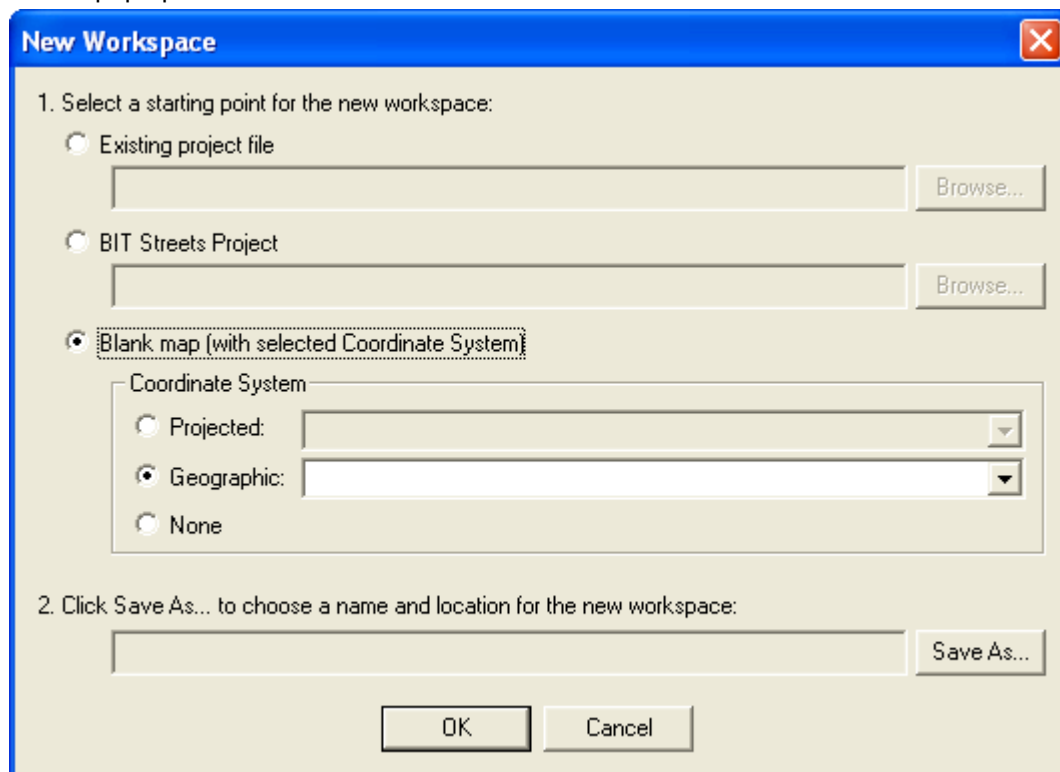 New Workspace
1. Select a starting point for the new workspace:
Existing project file
Browse...
BIT Streets Project
Browse...
Blank map (with selected Coordinate System)
Coordinate System
Projected:
Geographic:
None
2. Click Save As... to choose a name and location for the new workspace:
Save As...
OK Cancel